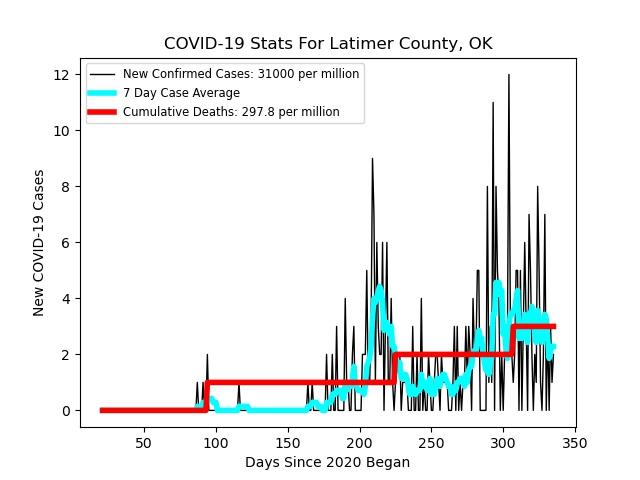 COVID-19 Stats For Latimer County, OK
New Confirmed Cases: 31000 per million
7 Day Case Average
Cumulative Deaths: 297.8 per million
New COVID-19 Cases
12
10
8
6
4
2
0
50 100 150 200 250 300 350
Days Since 2020 Began